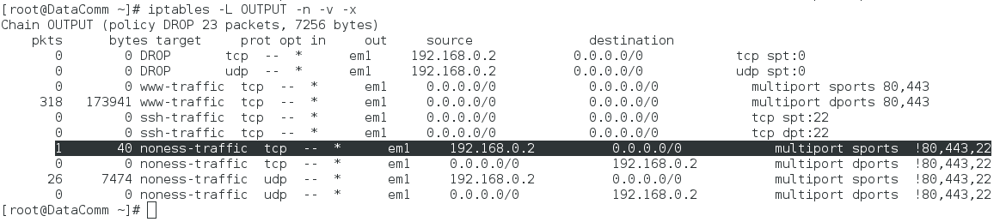 [root@DataComm ~]# iptables -L OUTPUT -n -v -x
Chain OUTPUT (policy DROP 23 packets, 7256 bytes)
    pkts      bytes target     prot opt in     out     source               destination
       0        0 DROP       tcp  --  *      em1     192.168.0.2          0.0.0.0/0            tcp spt:0
       0        0 DROP       udp  --  *      em1     192.168.0.2          0.0.0.0/0            udp spt:0
       0        0 www-traffic  tcp  --  *      em1     0.0.0.0/0            0.0.0.0/0            multiport sports 80,443
     318   173941 www-traffic  tcp  --  *      em1     0.0.0.0/0            0.0.0.0/0            multiport dports 80,443
       0        0 ssh-traffic  tcp  --  *      em1     0.0.0.0/0            0.0.0.0/0            tcp spt:22
       0        0 ssh-traffic  tcp  --  *      em1     0.0.0.0/0            0.0.0.0/0            tcp dpt:22
       1       40 noness-traffic  tcp  --  *      em1     192.168.0.2          0.0.0.0/0            multiport sports  !80,443,22
       0        0 noness-traffic  tcp  --  *      em1     0.0.0.0/0            192.168.0.2          multiport dports  !80,443,22
      26     7474 noness-traffic  udp  --  *      em1     192.168.0.2          0.0.0.0/0            multiport sports  !80,443,22
       0        0 noness-traffic  udp  --  *      em1     0.0.0.0/0            192.168.0.2          multiport dports  !80,443,22
[root@DataComm ~]#